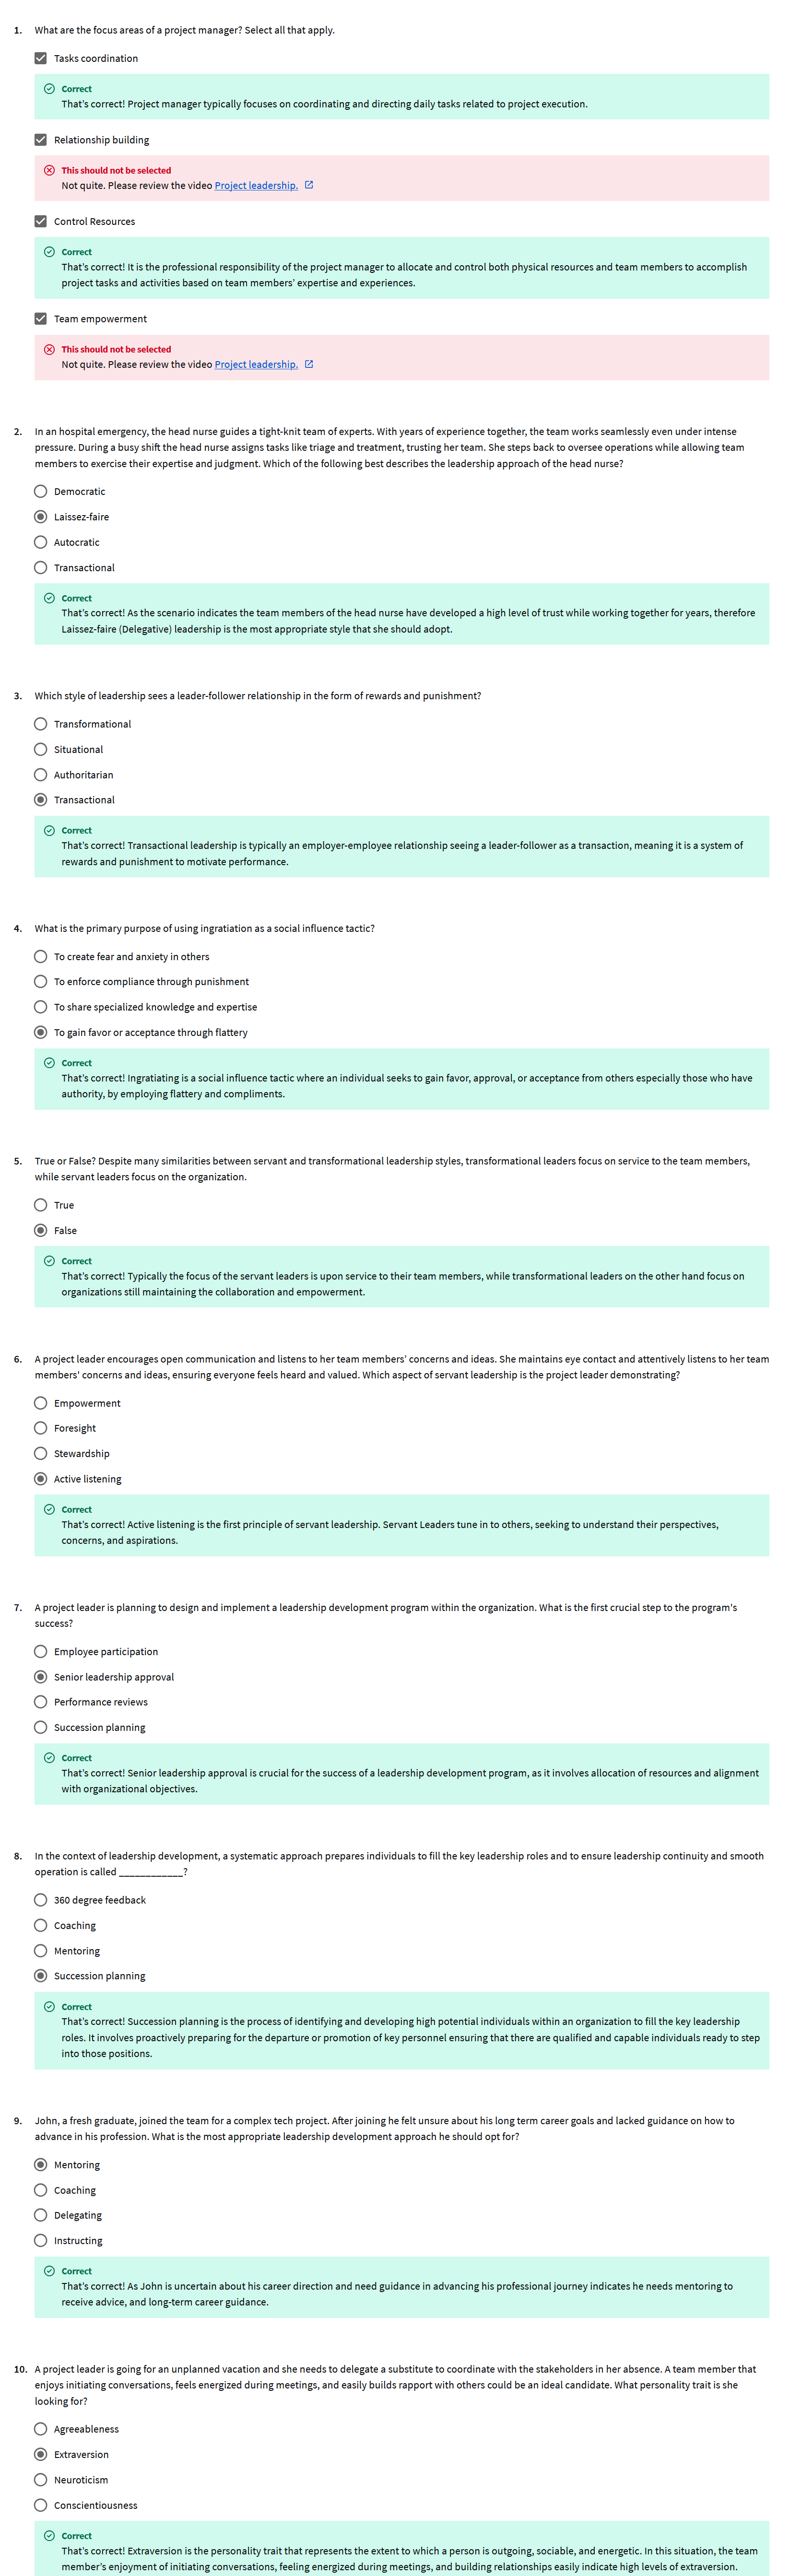 1. What are the focus areas of a project manager? Select all that apply.
Tasks coordination
Correct
That's correct! Project manager typically focuses on coordinating and directing daily tasks related to project execution.
Relationship building
This should not be selected
Not quite. Please review the video Project leadership.
Control Resources
Correct
That's correct! It is the professional responsibility of the project manager to allocate and control both physical resources and team members to accomplish
project tasks and activities based on team members' expertise and experiences.
Team empowerment
This should not be selected
Not quite. Please review the video Project leadership.
2. In an hospital emergency, the head nurse guides a tight-knit team of experts. With years of experience together, the team works seamlessly even under intense
pressure. During a busy shift the head nurse assigns tasks like triage and treatment, trusting her team. She steps back to oversee operations while allowing team
members to exercise their expertise and judgment. Which of the following best describes the leadership approach of the head nurse?
Democratic
Laissez-faire
Autocratic
Transactional
Correct
That's correct! As the scenario indicates the team members of the head nurse have developed a high level of trust while working together for years, therefore
Laissez-faire (Delegative) leadership is the most appropriate style that she should adopt.
3. Which style of leadership sees a leader-follower relationship in the form of rewards and punishment?
Transformational
Situational
Authoritarian
Transactional
Correct
That's correct! Transactional leadership is typically an employer-employee relationship seeing a leader-follower as a transaction, meaning it is a system of
rewards and punishment to motivate performance.
4. What is the primary purpose of using ingratiation as a social influence tactic?
To create fear and anxiety in others
To enforce compliance through punishment
To share specialized knowledge and expertise
To gain favor or acceptance through flattery
Correct
That's correct! Ingratiating is a social influence tactic where an individual seeks to gain favor, approval, or acceptance from others especially those who have
authority, by employing flattery and compliments.
5. True or False? Despite many similarities between servant and transformational leadership styles, transformational leaders focus on service to the team members,
while servant leaders focus on the organization.
True
False
Correct
That's correct! Typically the focus of the servant leaders is upon service to their team members, while transformational leaders on the other hand focus on
organizations still maintaining the collaboration and empowerment.
6. A project leader encourages open communication and listens to her team members' concerns and ideas. She maintains eye contact and attentively listens to her team
members' concerns and ideas, ensuring everyone feels heard and valued. Which aspect of servant leadership is the project leader demonstrating?
Empowerment
Foresight
Stewardship
Active listening
Correct
That's correct! Active listening is the first principle of servant leadership. Servant Leaders tune in to others, seeking to understand their perspectives,
concerns, and aspirations.
7. A project leader is planning to design and implement a leadership development program within the organization. What is the first crucial step to the program's
success?
Employee participation
Senior leadership approval
Performance reviews
Succession planning
Correct
That's correct! Senior leadership approval is crucial for the success of a leadership development program, as it involves allocation of resources and alignment
with organizational objectives.
8. In the context of leadership development, a systematic approach prepares individuals to fill the key leadership roles and to ensure leadership continuity and smooth
operation is called ____________?
360 degree feedback
Coaching
Mentoring
Succession planning
Correct
That's correct! Succession planning is the process of identifying and developing high potential individuals within an organization to fill the key leadership
roles. It involves proactively preparing for the departure or promotion of key personnel ensuring that there are qualified and capable individuals ready to step
into those positions.
9. John, a fresh graduate, joined the team for a complex tech project. After joining he felt unsure about his long term career goals and lacked guidance on how to
advance in his profession. What is the most appropriate leadership development approach he should opt for?
Mentoring
Coaching
Delegating
Instructing
Correct
That's correct! As John is uncertain about his career direction and need guidance in advancing his professional journey indicates he needs mentoring to
receive advice, and long-term career guidance.
10. A project leader is going for an unplanned vacation and she needs to delegate a substitute to coordinate with the stakeholders in her absence. A team member that
enjoys initiating conversations, feels energized during meetings, and easily builds rapport with others could be an ideal candidate. What personality trait is she
looking for?
Agreeableness
Extraversion
Neuroticism
Conscientiousness
Correct
That's correct! Extraversion is the personality trait that represents the extent to which a person is outgoing, sociable, and energetic. In this situation, the team
member's enjoyment of initiating conversations, feeling energized during meetings, and building relationships easily indicate high levels of extraversion.